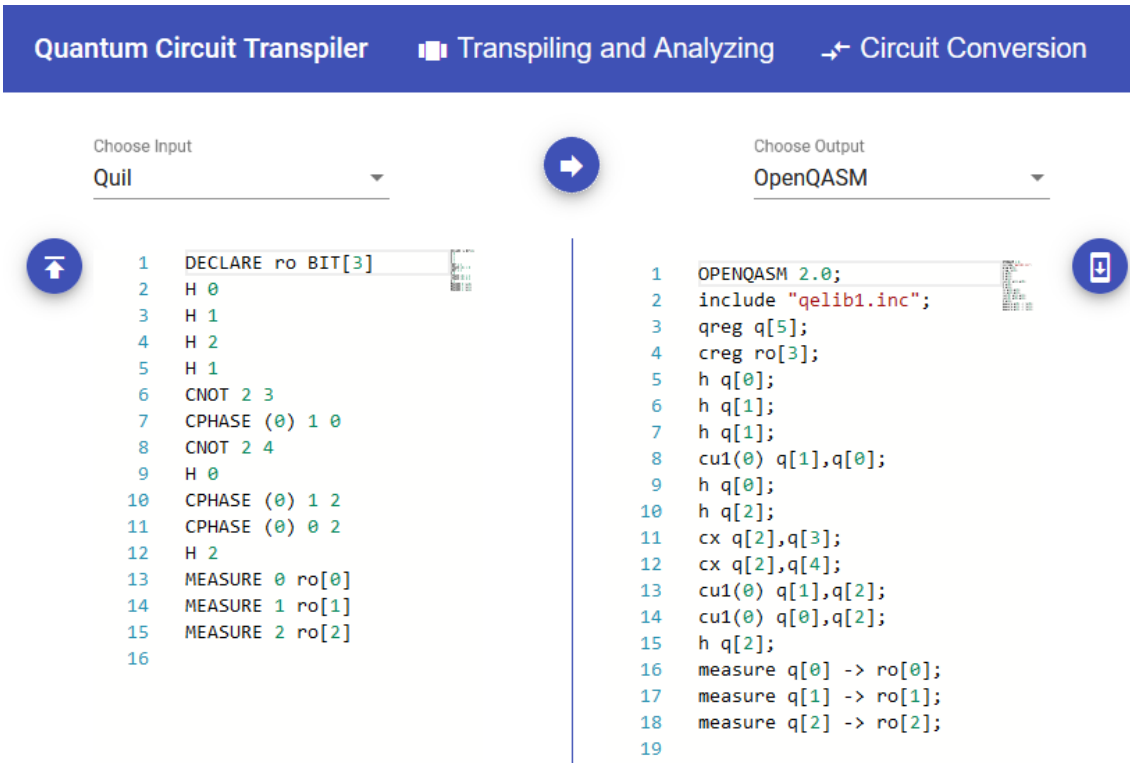 Quantum Circuit Transpiler Transpiling and Analyzing Circuit Conversion
Choose Input
Quil
Choose Output
OpenQASM
1 DECLARE ro BIT[3]
2 H 0
3 H 1
4 H 2
5 H 1
6 CNOT 2 3
7 CPHASE (0) 1 0
8 CNOT 2 4
9 H 0
10 CPHASE (0) 1 2
11 CPHASE (0) 0 2
12 H 2
13 MEASURE 0 ro[0]
14 MEASURE 1 ro[1]
15 MEASURE 2 ro[2]
16
1 OPENQASM 2.0;
2 include "qelib1.inc";
3 qreg q[5];
4 creg ro[3];
5 h q[0];
6 h q[1];
7 h q[1];
8 cu1(0) q[1],q[0];
9 h q[0];
10 h q[2];
11 cx q[2],q[3];
12 cx q[2],q[4];
13 cu1(0) q[1],q[2];
14 cu1(0) q[0],q[2];
15 h q[2];
16 measure q[0] -> ro[0];
17 measure q[1] -> ro[1];
18 measure q[2] -> ro[2];
19